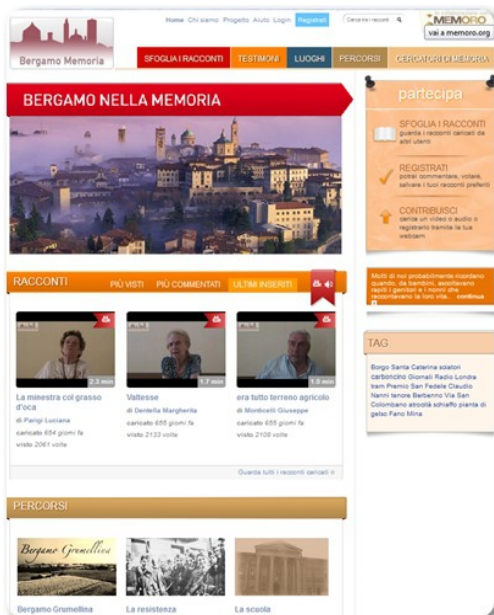 Home Chi siamo Progetto Aiuto Login Registrati
Cerca tra i racconti
MEMORO
vai a memoro.org
Bergamo Memoria
SFOGLIA I RACCONTI TESTIMONI LUOGHI PERCORSI CERCATORI DI MEMORIA
BERGAMO NELLA MEMORIA
partecipa
SFOGLIA I RACCONTI
guarda i racconti caricati da
altri utenti
REGISTRATI
potrai commentare, votare,
salvare i tuoi racconti preferiti
CONTRIBUISCI
carica un video o audio o
registrarlo tramite la tua
webcam
Molti di noi probabilmente ricordano
quando, da bambini, ascoltavano
rapiti i genitori e i nonni che
raccontavano la loro vita... continua
RACCONTI PIÙ VISTI PIÙ COMMENTATI ULTIMI INSERITI
2.3 min
1.7 min
1.0 min
La minestra col grasso
d'oca
di Parigi Luciana
caricato 654 giorni fa
visto 2061 volte
Valtesse
di Dentella Margherita
caricato 655 giorni fa
visto 2133 volte
era tutto terreno agricolo
di Monticelli Giuseppe
caricato 655 giorni fa
visto 2108 volte
Guarda tutti i racconti caricati »
TAG
Borgo Santa Caterina sciatori
carboncino Giornali Radio Londra
tram Premio San Fedele Claudio
Nanni tenore Berbenno Via San
Colombano atrocità schiaffo pianta di
gelso Fano Mina
PERCORSI
Bergamo Grumellina
Bergamo Grumellina
La resistenza
La scuola